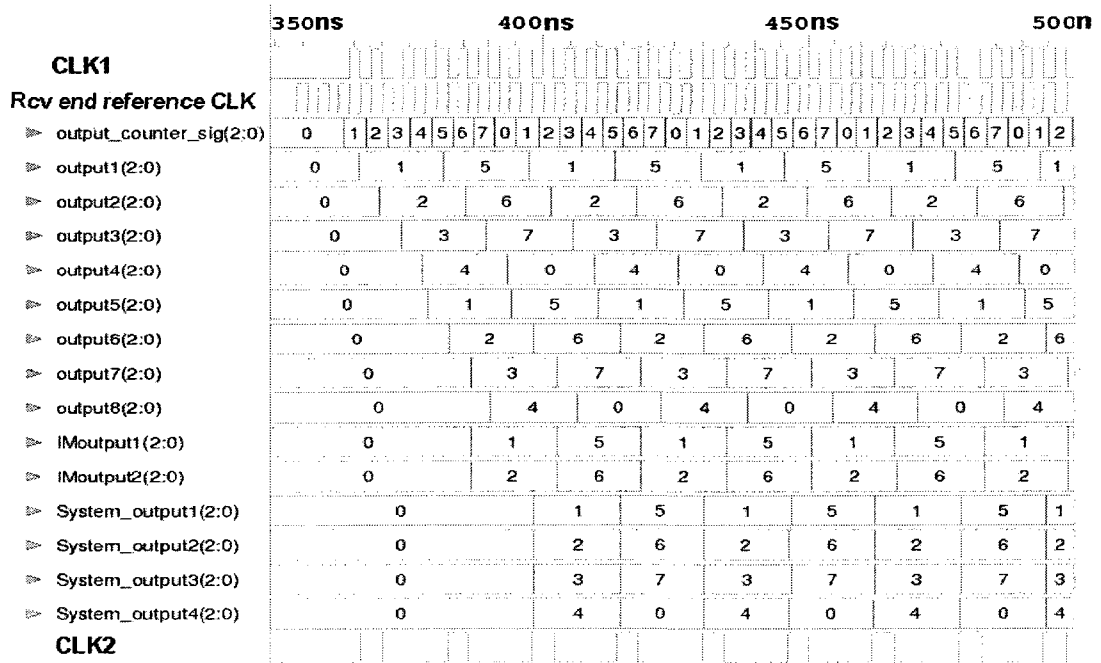 350ns 400ns 450ns 500n
CLK1
Rcv end reference CLK
output_counter_sig(2:0) 0 1 2 3 4 5 6 7 0 1 2 3 4 5 6 7 0 1 2 3 4 5 6 7 0 1 2 3 4 5 6 7 0 1 2
output1(2:0) 0 1 5 1 5 1 5 1 5 1
output2(2:0) 0 2 6 2 6 2 6 2 6
output3(2:0) 0 3 7 3 7 3 7 3 7
output4(2:0) 0 4 0 4 0 4 0 4 0
output5(2:0) 0 1 5 1 5 1 5 1 5
output6(2:0) 0 2 6 2 6 2 6 2 6
output7(2:0) 0 3 7 3 7 3 7 3
output8(2:0) 0 4 0 4 0 4 0 4
IMoutput1(2:0) 0 1 5 1 5 1 5 1
IMoutput2(2:0) 0 2 6 2 6 2 6 2
System_output1(2:0) 0 1 5 1 5 1 5 1
System_output2(2:0) 0 2 6 2 6 2 6 2
System_output3(2:0) 0 3 7 3 7 3 7 3
System_output4(2:0) 0 4 0 4 0 4 0 4
CLK2